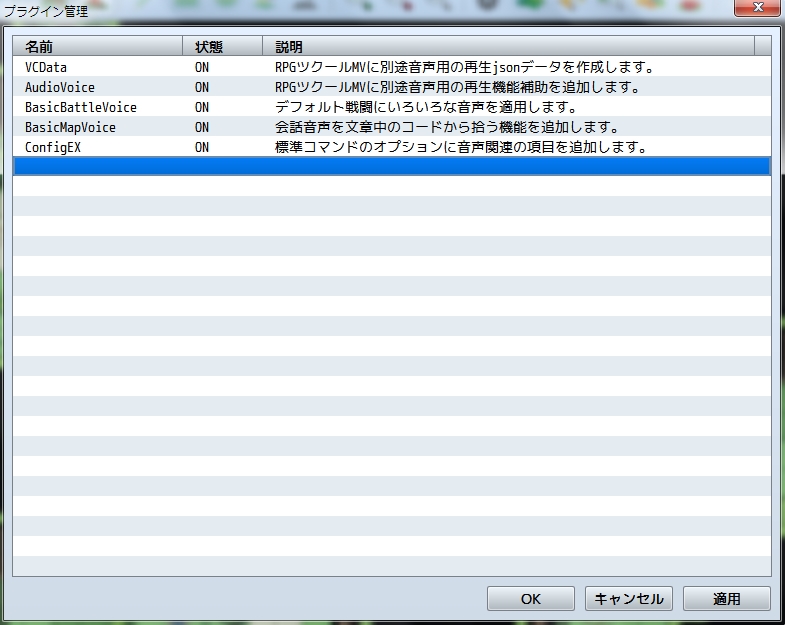 プラグイン管理
名前 状態 説明
VCData ON RPGツクールMVに別途音声用の再生jsonデータを作成します。
AudioVoice ON RPGツクールMVに別途音声用の再生機能補助を追加します。
BasicBattleVoice ON デフォルト戦闘にいろいろな音声を適用します。
BasicMapVoice ON 会話音声を文章中のコードから拾う機能を追加します。
ConfigEX ON 標準コマンドのオプションに音声関連の項目を追加します。
OK キャンセル 適用